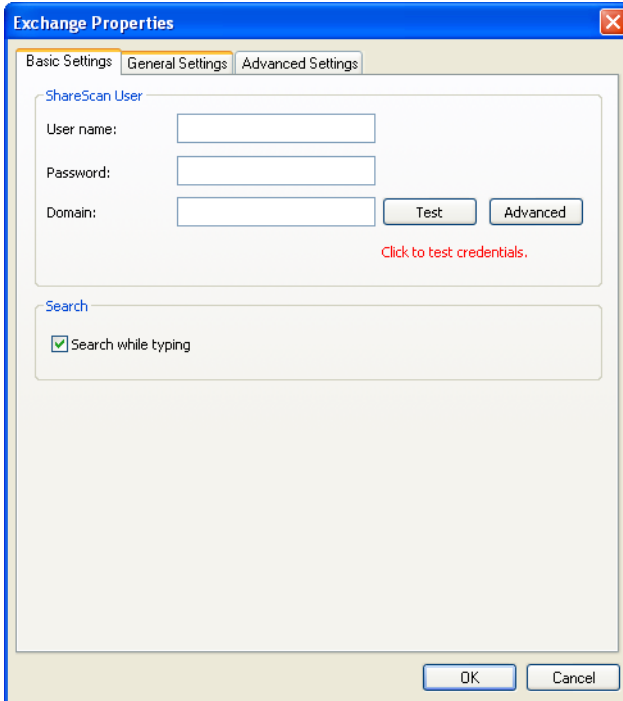 Exchange Properties
Basic Settings General Settings Advanced Settings
ShareScan User
User name:
Password:
Domain: Test Advanced
Click to test credentials.
Search
Search while typing
OK Cancel